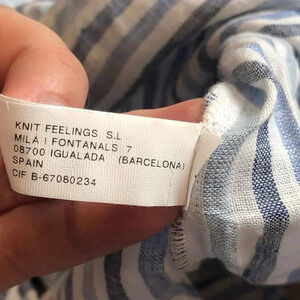 KNIT FEELINGS, S.L
MILÀ I FONTANALS, 7
08700 IGUALADA (BARCELONA)
SPAIN
CIF B-67080234